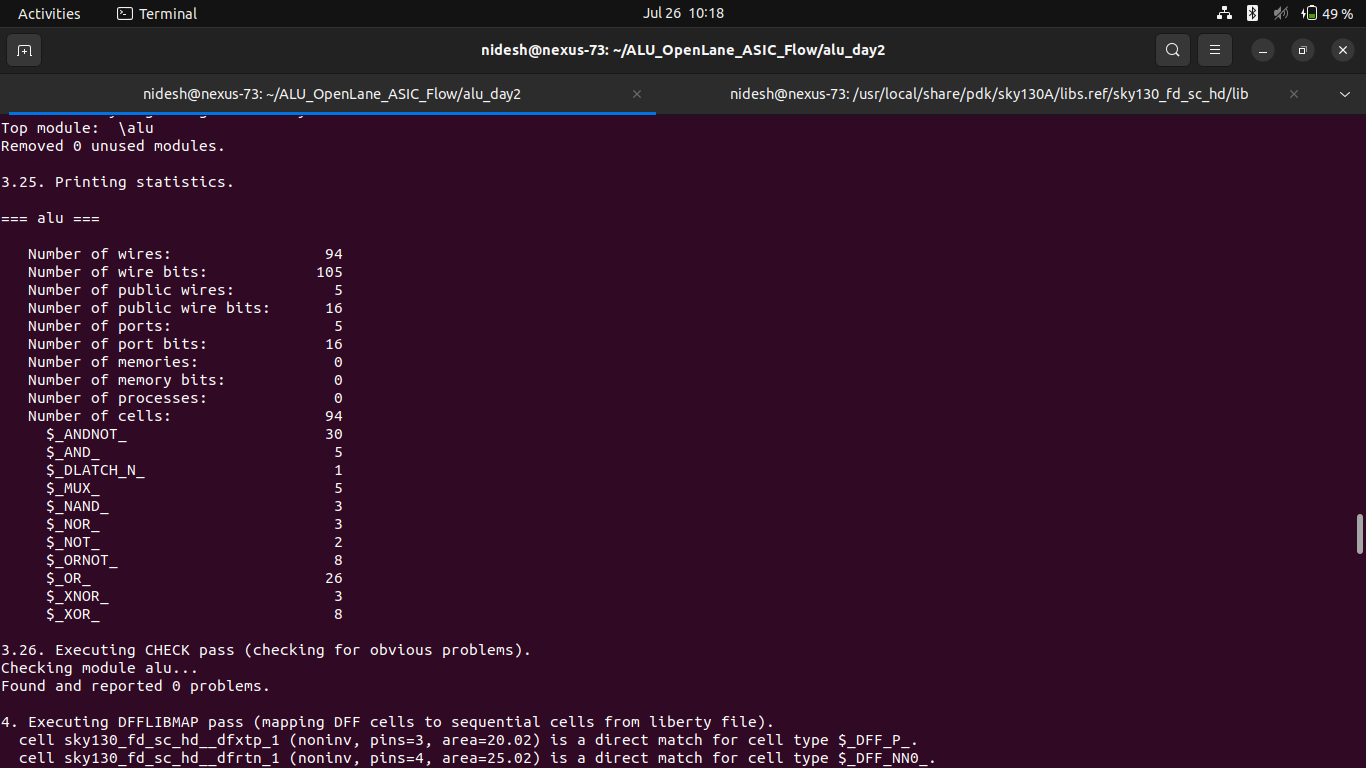 Activities
Terminal
Jul 26 10:18
49 %
nidesh@nexus-73: ~/ALU_OpenLane_ASIC_Flow/alu_day2
nidesh@nexus-73: ~/ALU_OpenLane_ASIC_Flow/alu_day2
nidesh@nexus-73: /usr/local/share/pdk/sky130A/libs.ref/sky130_fd_sc_hd/lib
Top module:  \alu
Removed 0 unused modules.
3.25. Printing statistics.
=== alu ===
Number of wires: 94
Number of wire bits: 105
Number of public wires: 5
Number of public wire bits: 16
Number of ports: 5
Number of port bits: 16
Number of memories: 0
Number of memory bits: 0
Number of processes: 0
Number of cells: 94
$_ANDNOT_ 30
$_AND_ 5
$_DLATCH_N_ 1
$_MUX_ 5
$_NAND_ 3
$_NOR_ 3
$_NOT_ 2
$_ORNOT_ 8
$_OR_ 26
$_XNOR_ 3
$_XOR_ 8
3.26. Executing CHECK pass (checking for obvious problems).
Checking module alu...
Found and reported 0 problems.
4. Executing DFFLIBMAP pass (mapping DFF cells to sequential cells from liberty file).
cell sky130_fd_sc_hd__dfxtp_1 (noninv, pins=3, area=20.02) is a direct match for cell type $_DFF_P_.
cell sky130_fd_sc_hd__dfrtn_1 (noninv, pins=4, area=25.02) is a direct match for cell type $_DFF_NN0_.